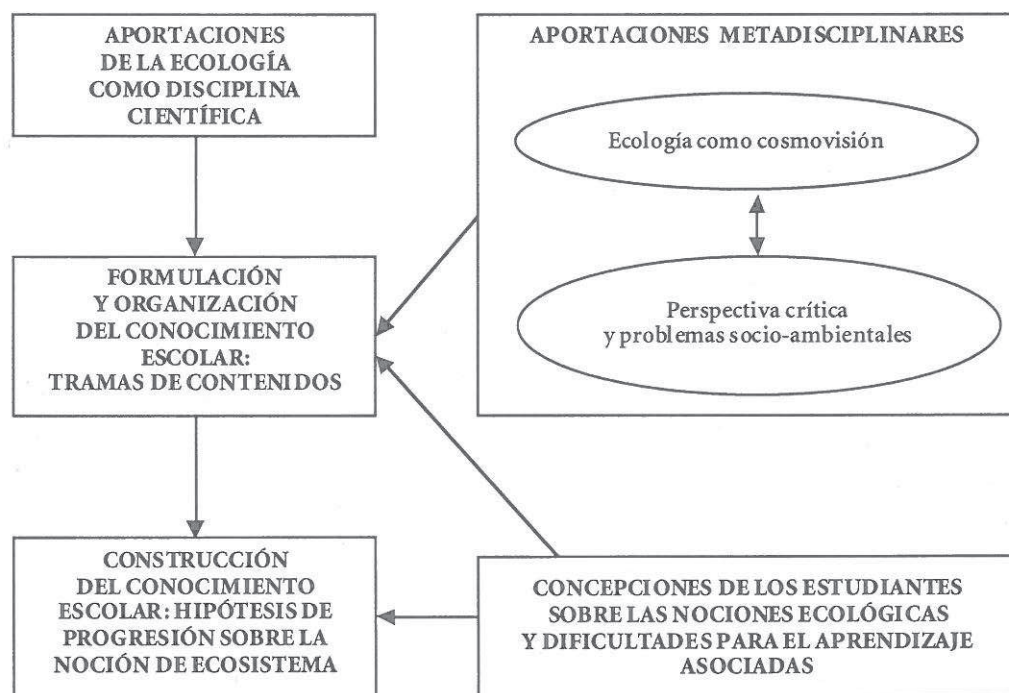 APORTACIONES
DE LA ECOLOGÍA
COMO DISCIPLINA
CIENTÍFICA
APORTACIONES METADISCIPLINARES
Ecología como cosmovisión
Perspectiva crítica
y problemas socio-ambientales
FORMULACIÓN
Y ORGANIZACIÓN
DEL CONOCIMIENTO
ESCOLAR:
TRAMAS DE CONTENIDOS
CONSTRUCCIÓN
DEL CONOCIMIENTO
ESCOLAR: HIPÓTESIS DE
PROGRESIÓN SOBRE LA
NOCIÓN DE ECOSISTEMA
CONCEPCIONES DE LOS ESTUDIANTES
SOBRE LAS NOCIONES ECOLÓGICAS
Y DIFICULTADES PARA EL APRENDIZAJE
ASOCIADAS